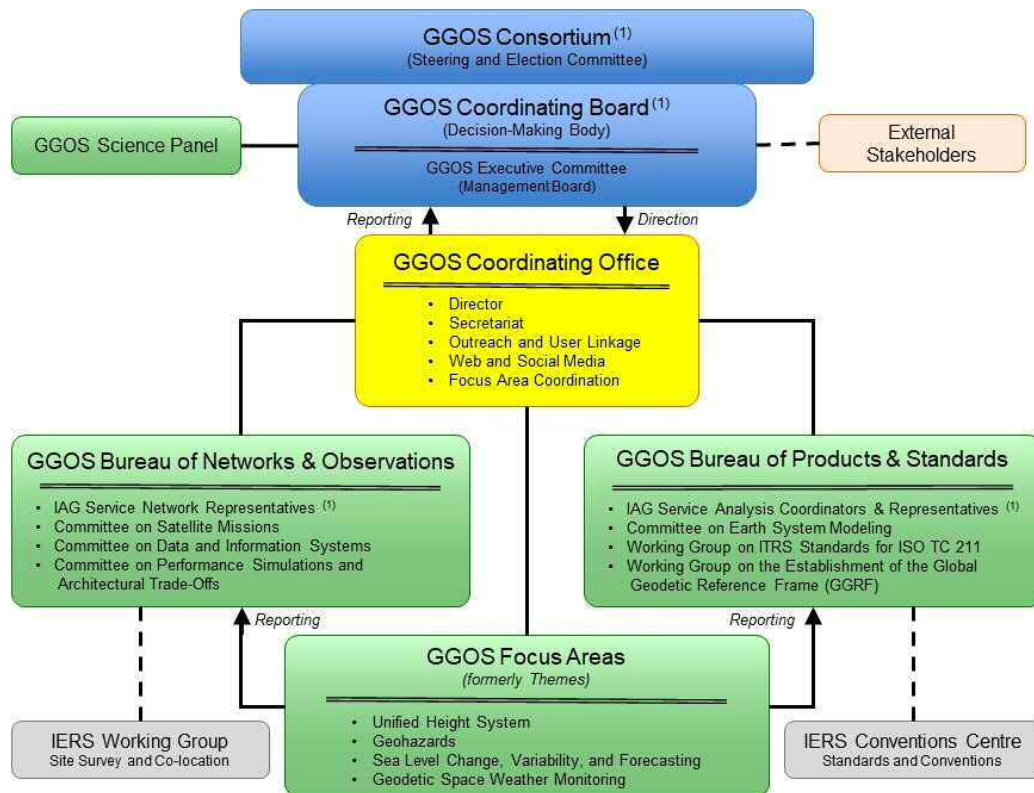 GGOS Consortium (1)
(Steering and Election Committee)
GGOS Coordinating Board (1)
(Decision-Making Body)
GGOS Executive Committee
(Management Board)
GGOS Science Panel
External
Stakeholders
Reporting
Direction
GGOS Coordinating Office
• Director
• Secretariat
• Outreach and User Linkage
• Web and Social Media
• Focus Area Coordination
GGOS Bureau of Networks & Observations
• IAG Service Network Representatives (1)
• Committee on Satellite Missions
• Committee on Data and Information Systems
• Committee on Performance Simulations and
Architectural Trade-Offs
GGOS Bureau of Products & Standards
• IAG Service Analysis Coordinators & Representatives (1)
• Committee on Earth System Modeling
• Working Group on ITRS Standards for ISO TC 211
• Working Group on the Establishment of the Global
Geodetic Reference Frame (GGRF)
Reporting
Reporting
GGOS Focus Areas
(formerly Themes)
• Unified Height System
• Geohazards
• Sea Level Change, Variability, and Forecasting
• Geodetic Space Weather Monitoring
IERS Working Group
Site Survey and Co-location
IERS Conventions Centre
Standards and Conventions